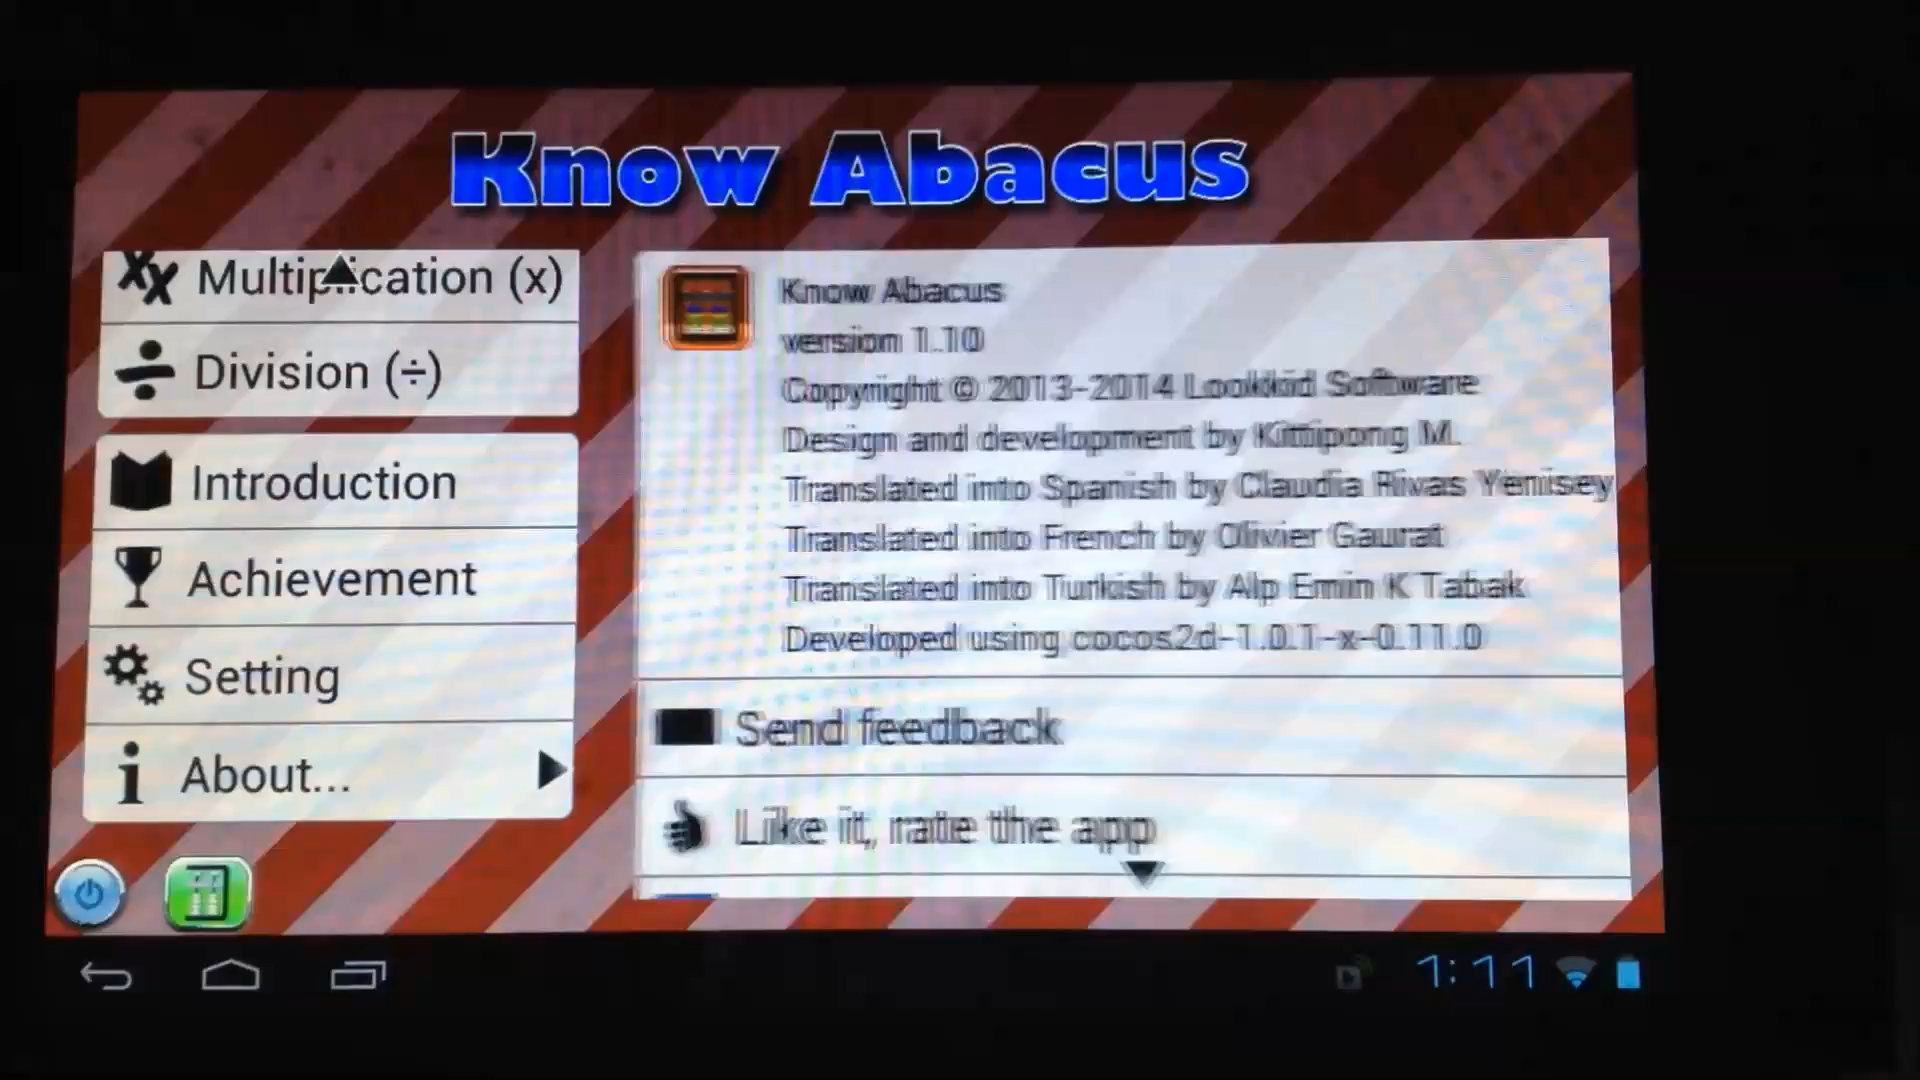 Know Abacus
Multiplication (x)
Division (÷)
Introduction
Achievement
Setting
About...
Know Abacus
version 1.10
Copyright © 2013-2014 Lookkid Software
Design and development by Kittipong M.
Translated into Spanish by Claudia Rivas Yenisey
Translated into French by Olivier Gaurat
Translated into Turkish by Alp Emin K Tabak
Developed using cocos2d-1.0.1-x-0.11.0
Send feedback
Like it, rate the app
1:11